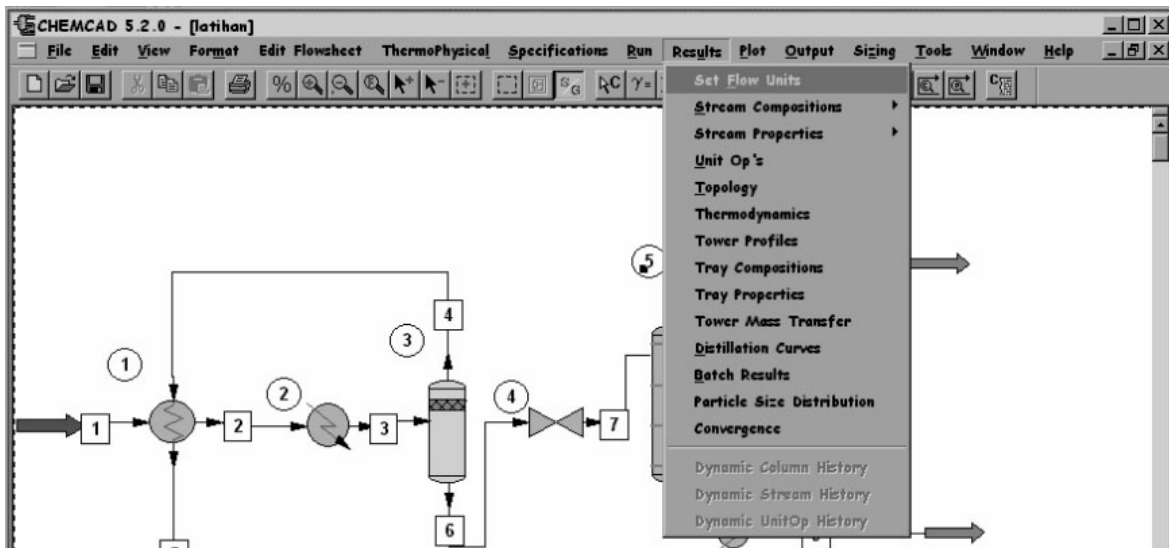 CHEMCAD 5.2.0 - [latihan]
File Edit View Format Edit Flowsheet ThermoPhysical Specifications Run Results Plot Output Sizing Tools Window Help
% S/G C γ= C
Set Flow Units
Stream Compositions
Stream Properties
Unit Op's
Topology
Thermodynamics
Tower Profiles
Tray Compositions
Tray Properties
Tower Mass Transfer
Distillation Curves
Batch Results
Particle Size Distribution
Convergence
Dynamic Column History
Dynamic Stream History
Dynamic UnitOp History
5
4
3
1
2
4
1
2
3
7
6